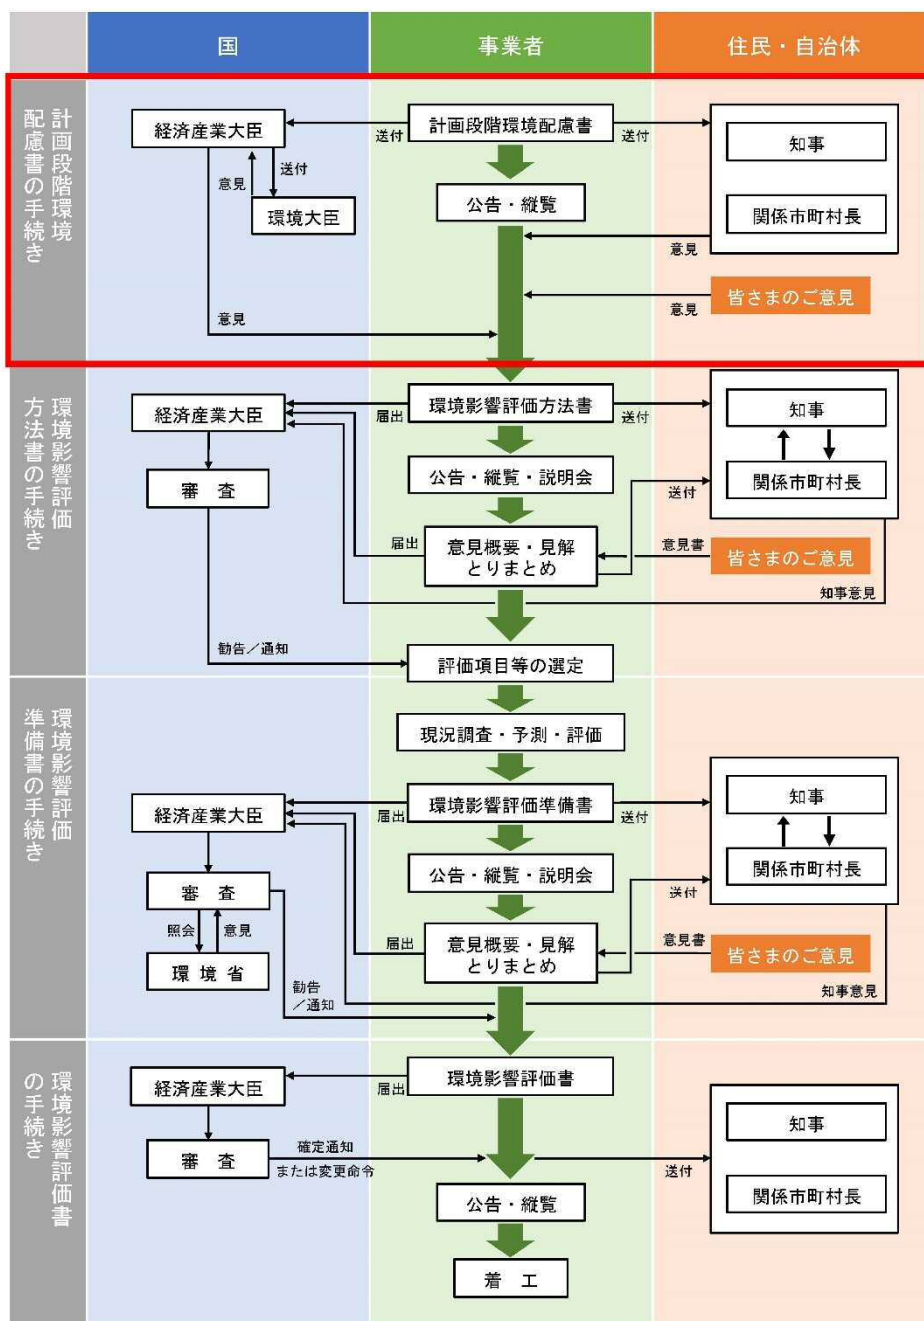 国
事業者
住民・自治体
計画段階環境
配慮書の手続き
経済産業大臣
送付
計画段階環境配慮書
送付
知事
意見
送付
環境大臣
公告・縦覧
関係市町村長
意見
皆さまのご意見
意見
意見
環境影響評価
方法書の手続き
経済産業大臣
届出
環境影響評価方法書
送付
知事
審　査
公告・縦覧・説明会
関係市町村長
送付
届出
意見概要・見解
とりまとめ
意見書
皆さまのご意見
知事意見
勧告／通知
評価項目等の選定
環境影響評価
準備書の手続き
現況調査・予測・評価
経済産業大臣
届出
環境影響評価準備書
送付
知事
審　査
公告・縦覧・説明会
関係市町村長
送付
照会
意見
届出
意見概要・見解
とりまとめ
意見書
皆さまのご意見
環 境 省
勧告
／通知
知事意見
環境影響評価書
の手続き
経済産業大臣
届出
環境影響評価書
知事
審　査
確定通知
または変更命令
送付
公告・縦覧
関係市町村長
着　工